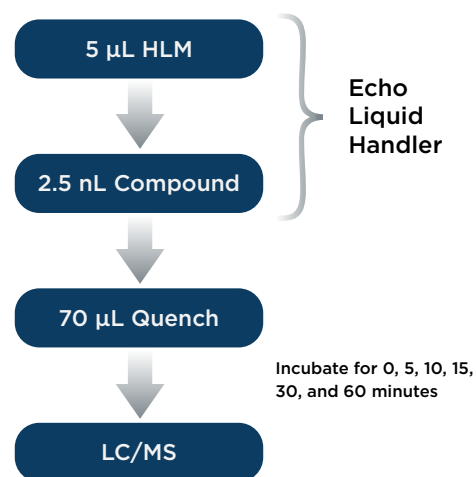 5 µL HLM
Echo
Liquid
Handler
2.5 nL Compound
70 µL Quench
Incubate for 0, 5, 10, 15,
30, and 60 minutes
LC/MS